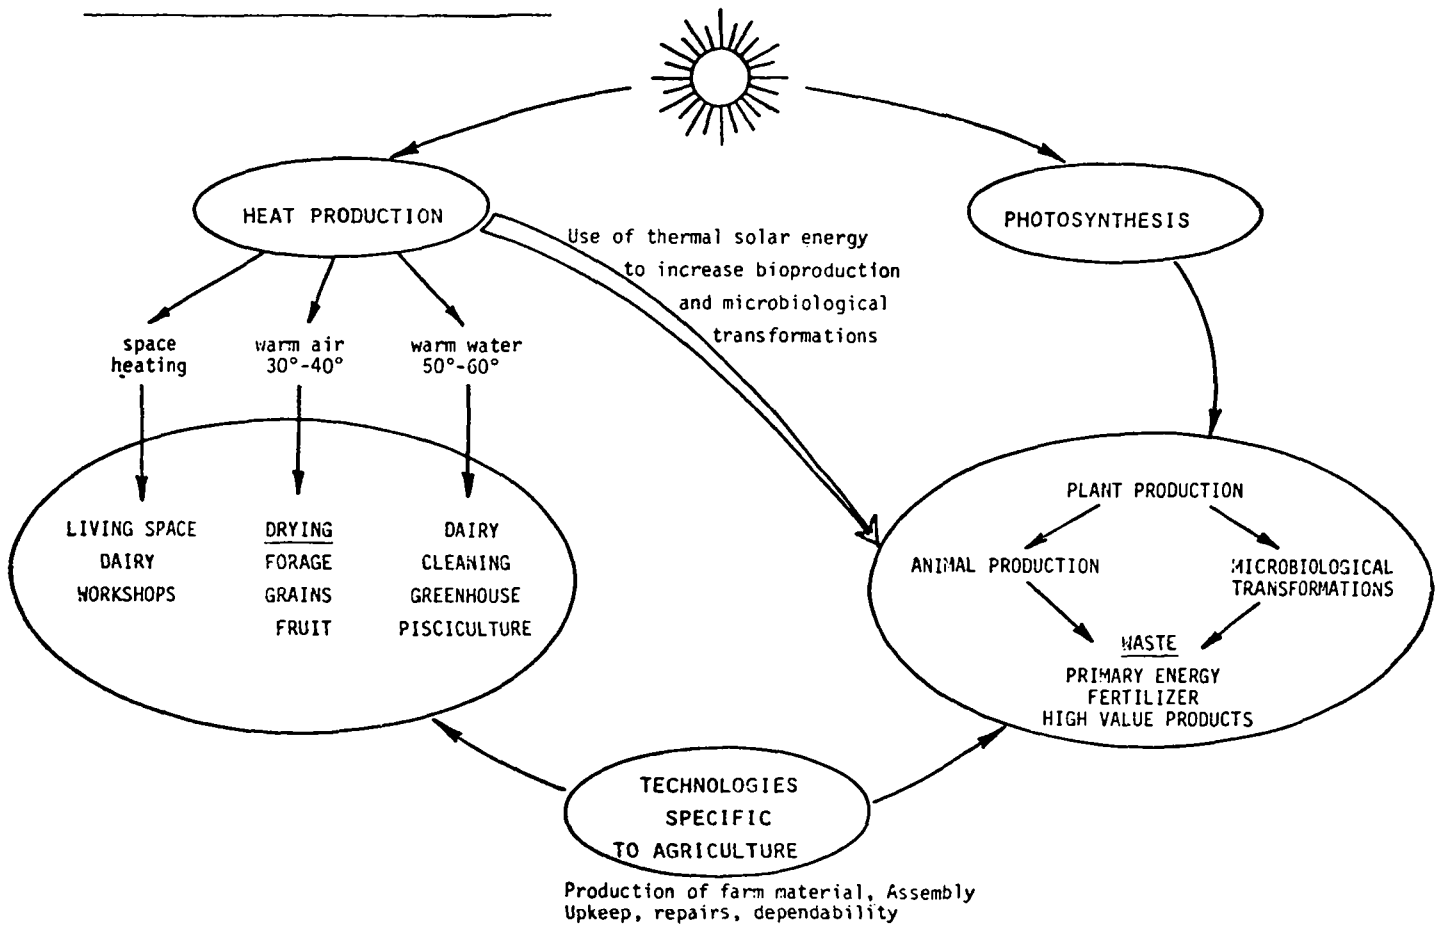 HEAT PRODUCTION
PHOTOSYNTHESIS
Use of thermal solar energy
to increase bioproduction
and microbiological
transformations
space
heating
warm air
30°-40°
warm water
50°-60°
LIVING SPACE
DAIRY
WORKSHOPS
DRYING
FORAGE
GRAINS
FRUIT
DAIRY
CLEANING
GREENHOUSE
PISCICULTURE
PLANT PRODUCTION
ANIMAL PRODUCTION
MICROBIOLOGICAL
TRANSFORMATIONS
WASTE
PRIMARY ENERGY
FERTILIZER
HIGH VALUE PRODUCTS
TECHNOLOGIES
SPECIFIC
TO AGRICULTURE
Production of farm material, Assembly
Upkeep, repairs, dependability